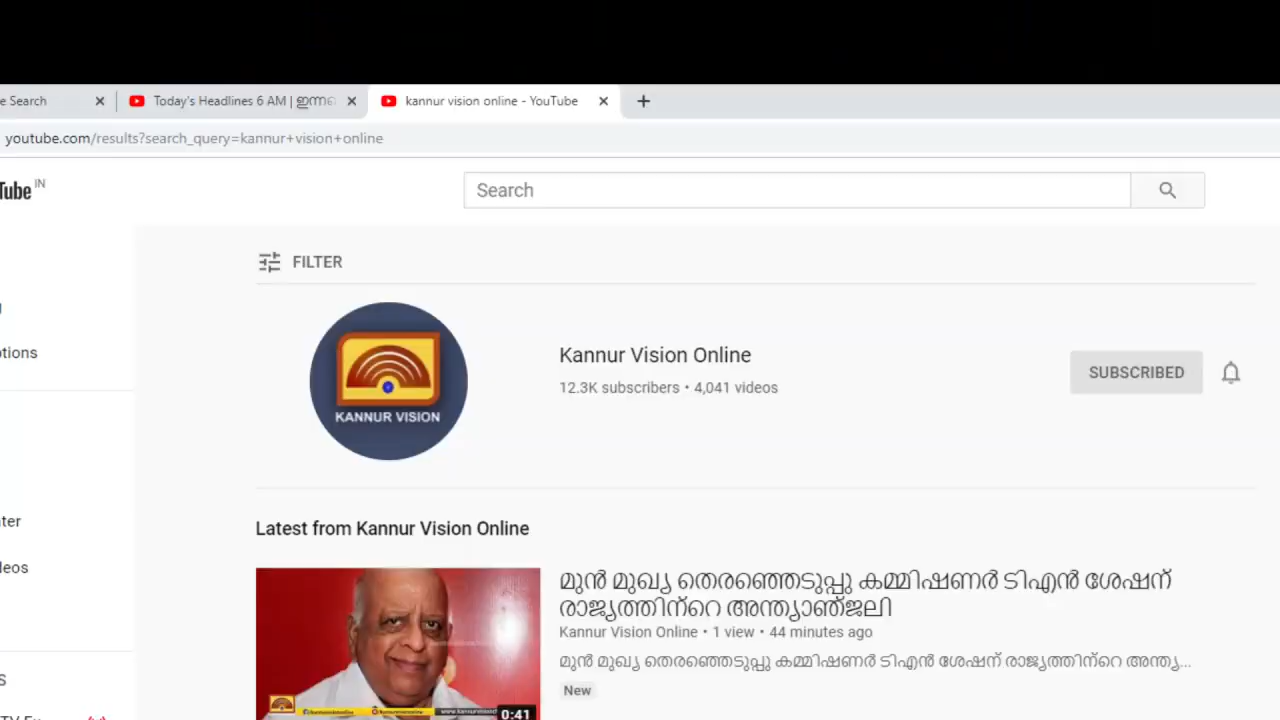 e Search
Today's Headlines 6 AM | ഇന്നത
kannur vision online - YouTube
youtube.com/results?search_query=kannur+vision+online
Tube IN
Search
FILTER
KANNUR VISION
Kannur Vision Online
12.3K subscribers • 4,041 videos
SUBSCRIBED
otions
Latest from Kannur Vision Online
ter
leos
മുൻ മുഖ്യ തെരഞ്ഞെടുപ്പു കമ്മിഷണർ ടിഎൻ ശേഷന്
രാജ്യത്തിന്റെ അന്ത്യാഞ്ജലി
Kannur Vision Online • 1 view • 44 minutes ago
മുൻ മുഖ്യ തെരഞ്ഞെടുപ്പു കമ്മിഷണർ ടിഎൻ ശേഷന് രാജ്യത്തിന്റെ അന്ത്യ...
New
0:41
S